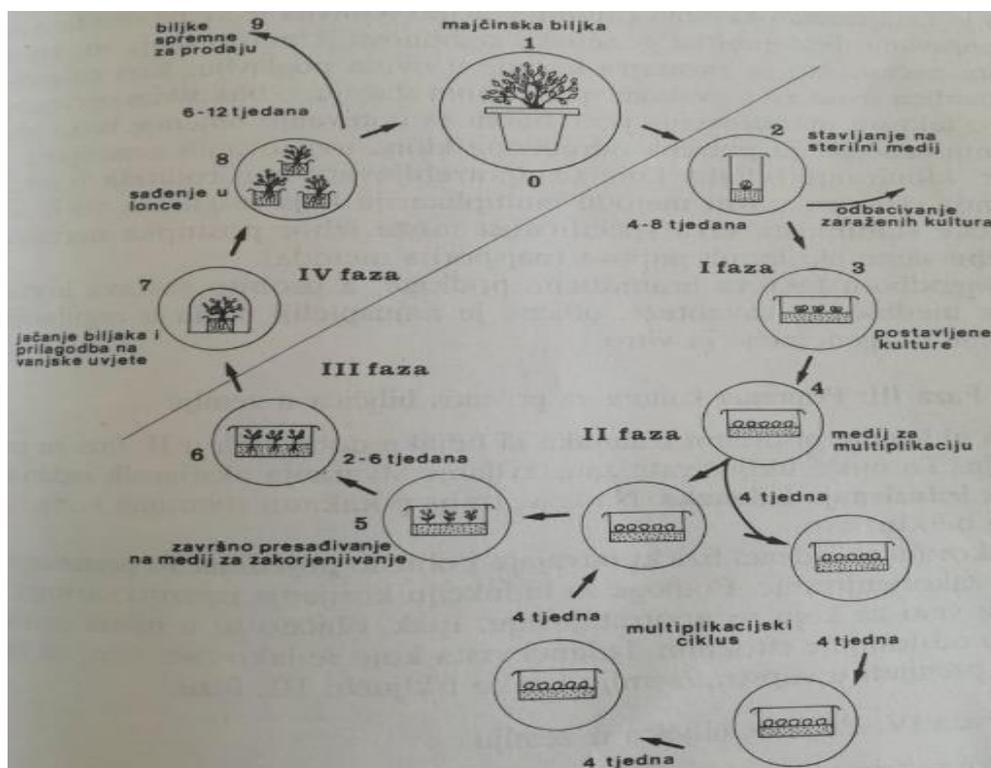 9
biljke
spremne
za prodaju
majčinska biljka
1
0
6-12 tjedana
2
stavljanje na
sterilni medij
odbacivanje
zaraženih kultura
4-8 tjedana
8
sađenje u
lonce
I faza
3
postavljene
kulture
7
IV faza
jačanje biljaka i
prilagodba na
vanjske uvjete
III faza
4
medij za
multiplikaciju
II faza
6
2-6 tjedana
4 tjedna
5
završno presađivanje
na medij za zakorjenjivanje
4 tjedna
multiplikacijski
ciklus
4 tjedna
4 tjedna